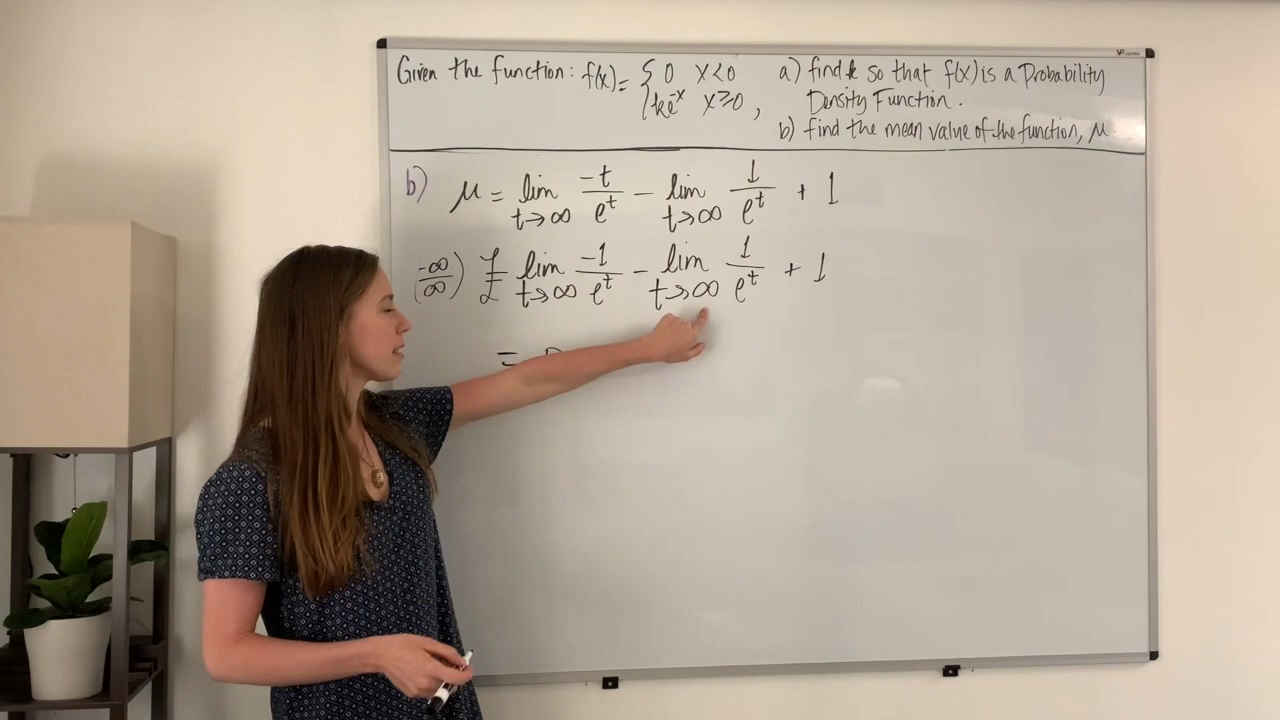 Given the function: f(x)= { 0 x<0 a) find k so that f(x) is a Probability
{ ke^-x x≥0 , Density Function.
b) find the mean value of the function, μ.
b) μ = lim t→∞ -t/e^t - lim t→∞ 1/e^t + 1
(-∞/∞) = lim t→∞ -1/e^t - lim t→∞ 1/e^t + 1
=